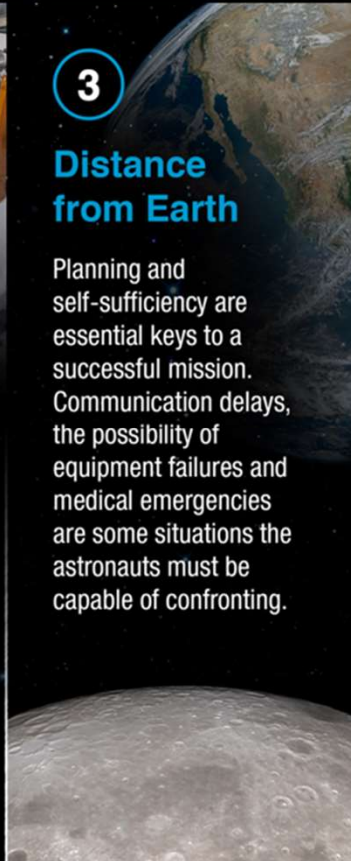 3
Distance
from Earth
Planning and
self-sufficiency are
essential keys to a
successful mission.
Communication delays,
the possibility of
equipment failures and
medical emergencies
are some situations the
astronauts must be
capable of confronting.